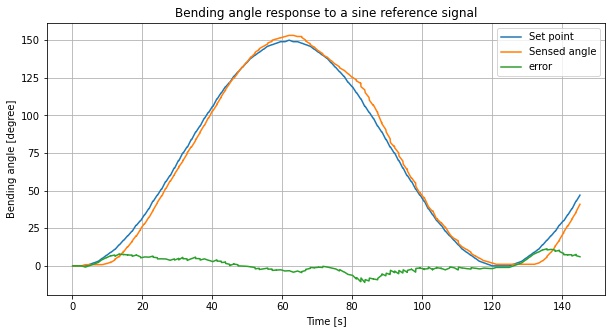 Bending angle response to a sine reference signal
Set point
Sensed angle
error
Bending angle [degree]
150
125
100
75
50
25
0
0 20 40 60 80 100 120 140
Time [s]